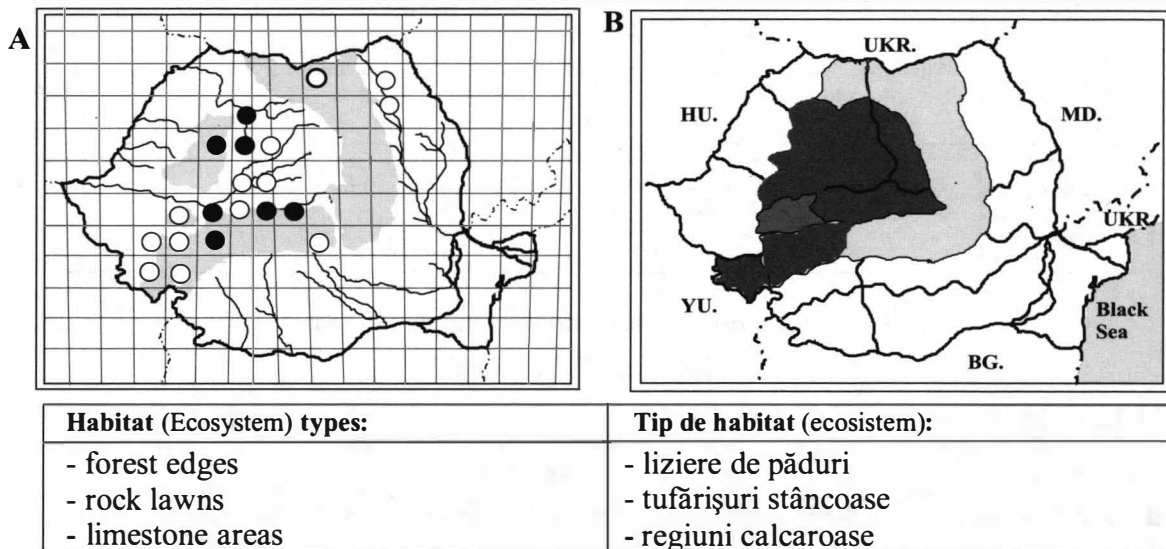 A
B
UKR.
HU.
MD.
UKR.
YU.
Black
Sea
BG.
Habitat (Ecosystem) types:
- forest edges
- rock lawns
- limestone areas
Tip de habitat (ecosistem):
- liziere de păduri
- tufărişuri stâncoase
- regiuni calcaroase